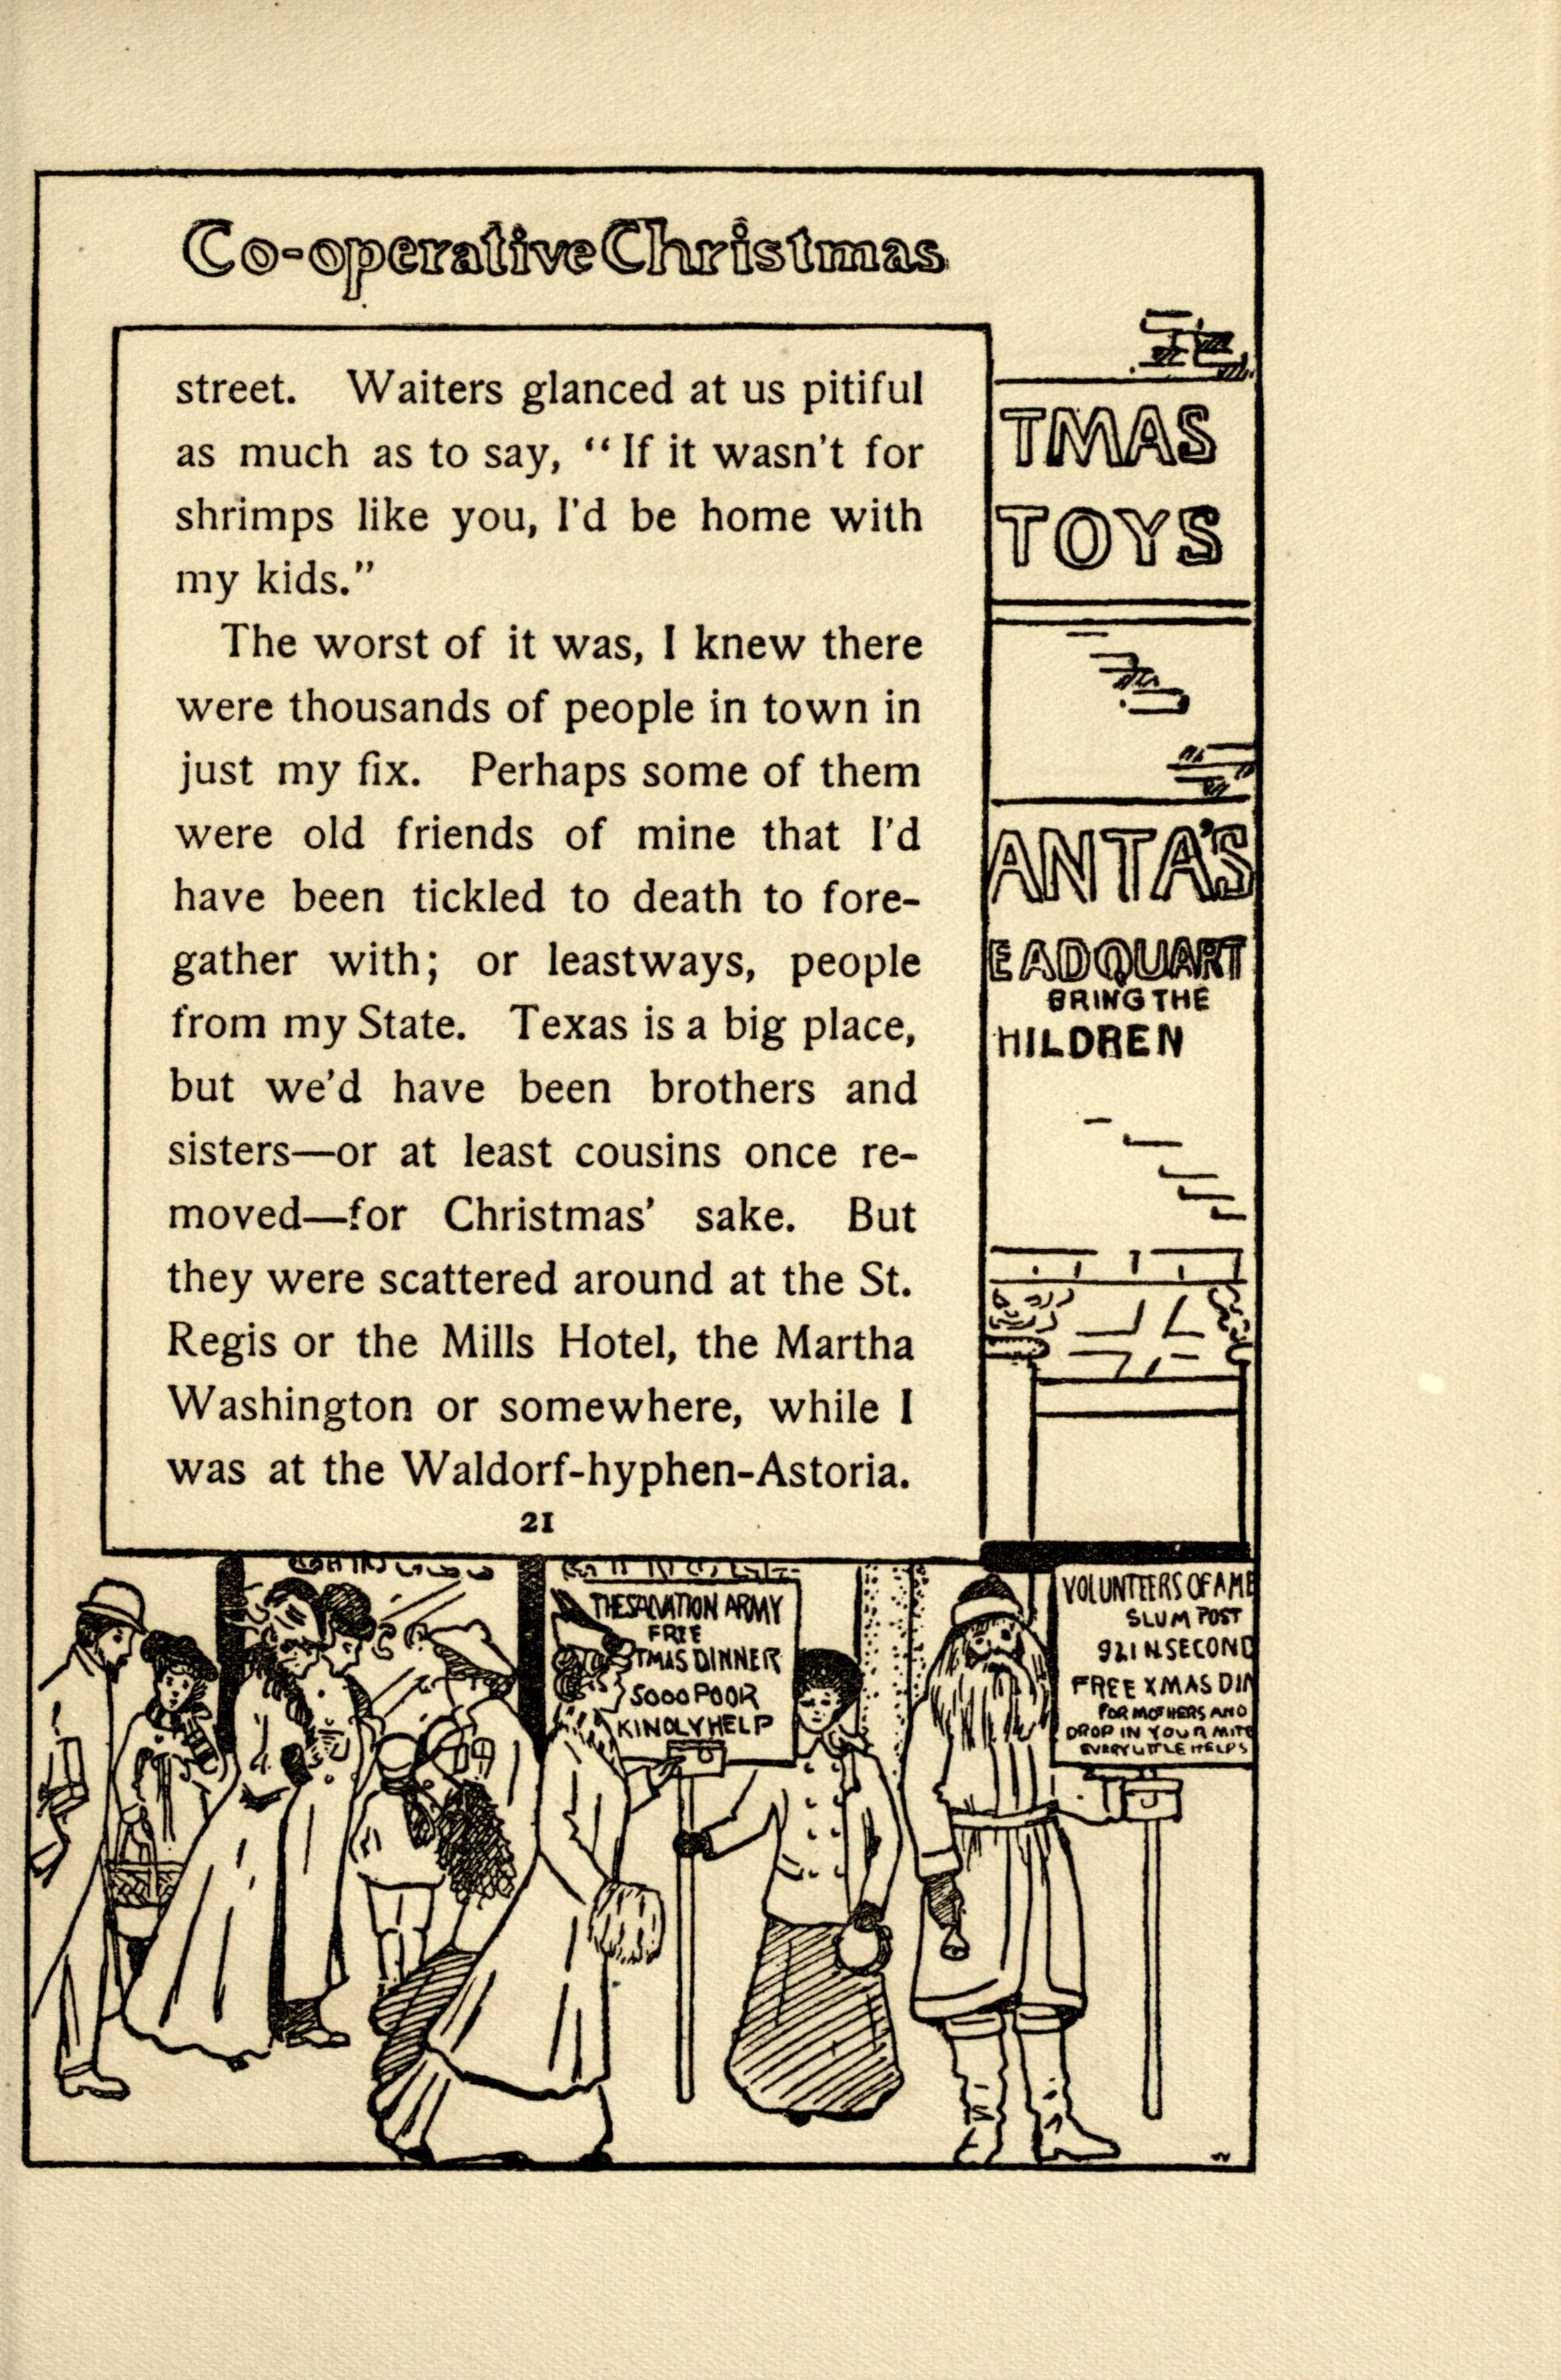 Co-operative Christmas
street. Waiters glanced at us pitiful
as much as to say, “If it wasn't for
shrimps like you, I'd be home with
my kids.”
The worst of it was, I knew there
were thousands of people in town in
just my fix. Perhaps some of them
were old friends of mine that I'd
have been tickled to death to fore-
gather with; or leastways, people
from my State. Texas is a big place,
but we'd have been brothers and
sisters—or at least cousins once re-
moved—for Christmas' sake. But
they were scattered around at the St.
Regis or the Mills Hotel, the Martha
Washington or somewhere, while I
was at the Waldorf-hyphen-Astoria.
21
TMAS
TOYS
ANTA'S
EADQUART
BRING THE
HILDREN
THE SALVATION ARMY
FREE
TMAS DINNER
5000 POOR
KINDLY HELP
VOLUNTEERS OF AME
SLUM POST
921 N SECOND
FREE XMAS DIN
FOR MOTHERS AND
DROP IN YOUR MITE
EVERY LITTLE HELPS